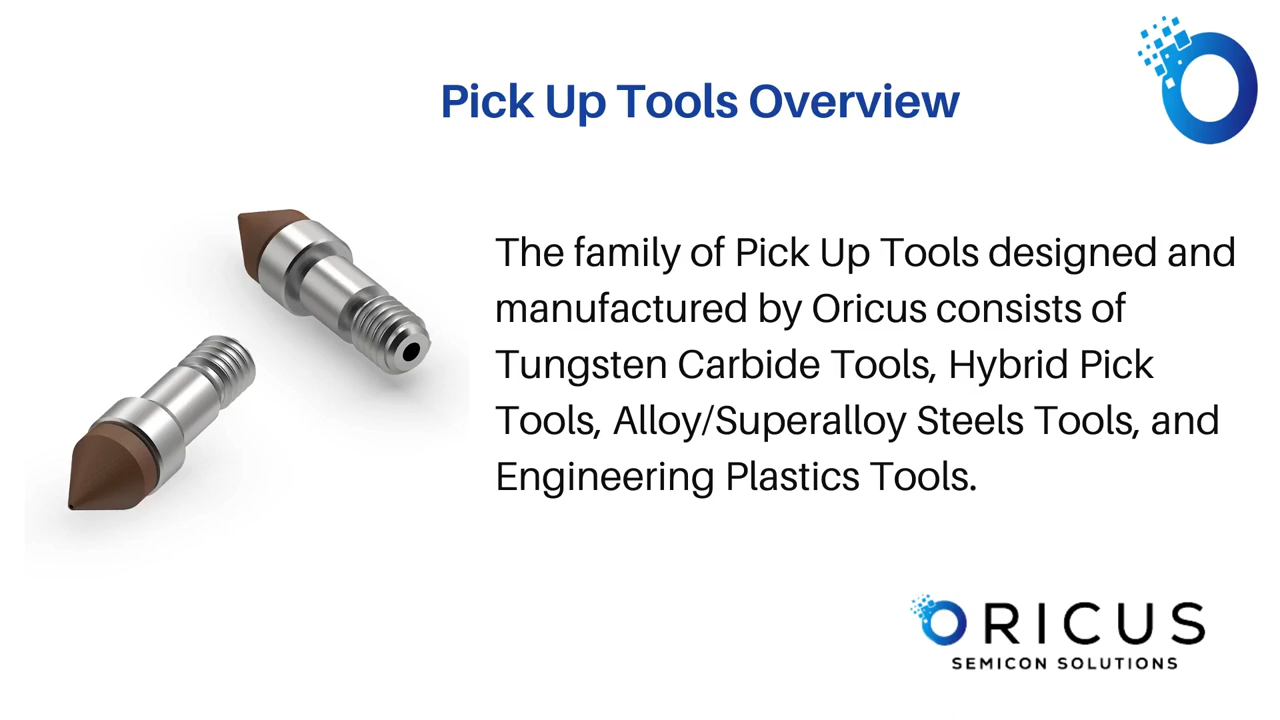 Pick Up Tools Overview
The family of Pick Up Tools designed and
manufactured by Oricus consists of
Tungsten Carbide Tools, Hybrid Pick
Tools, Alloy/Superalloy Steels Tools, and
Engineering Plastics Tools.
ORICUS
SEMICON SOLUTIONS